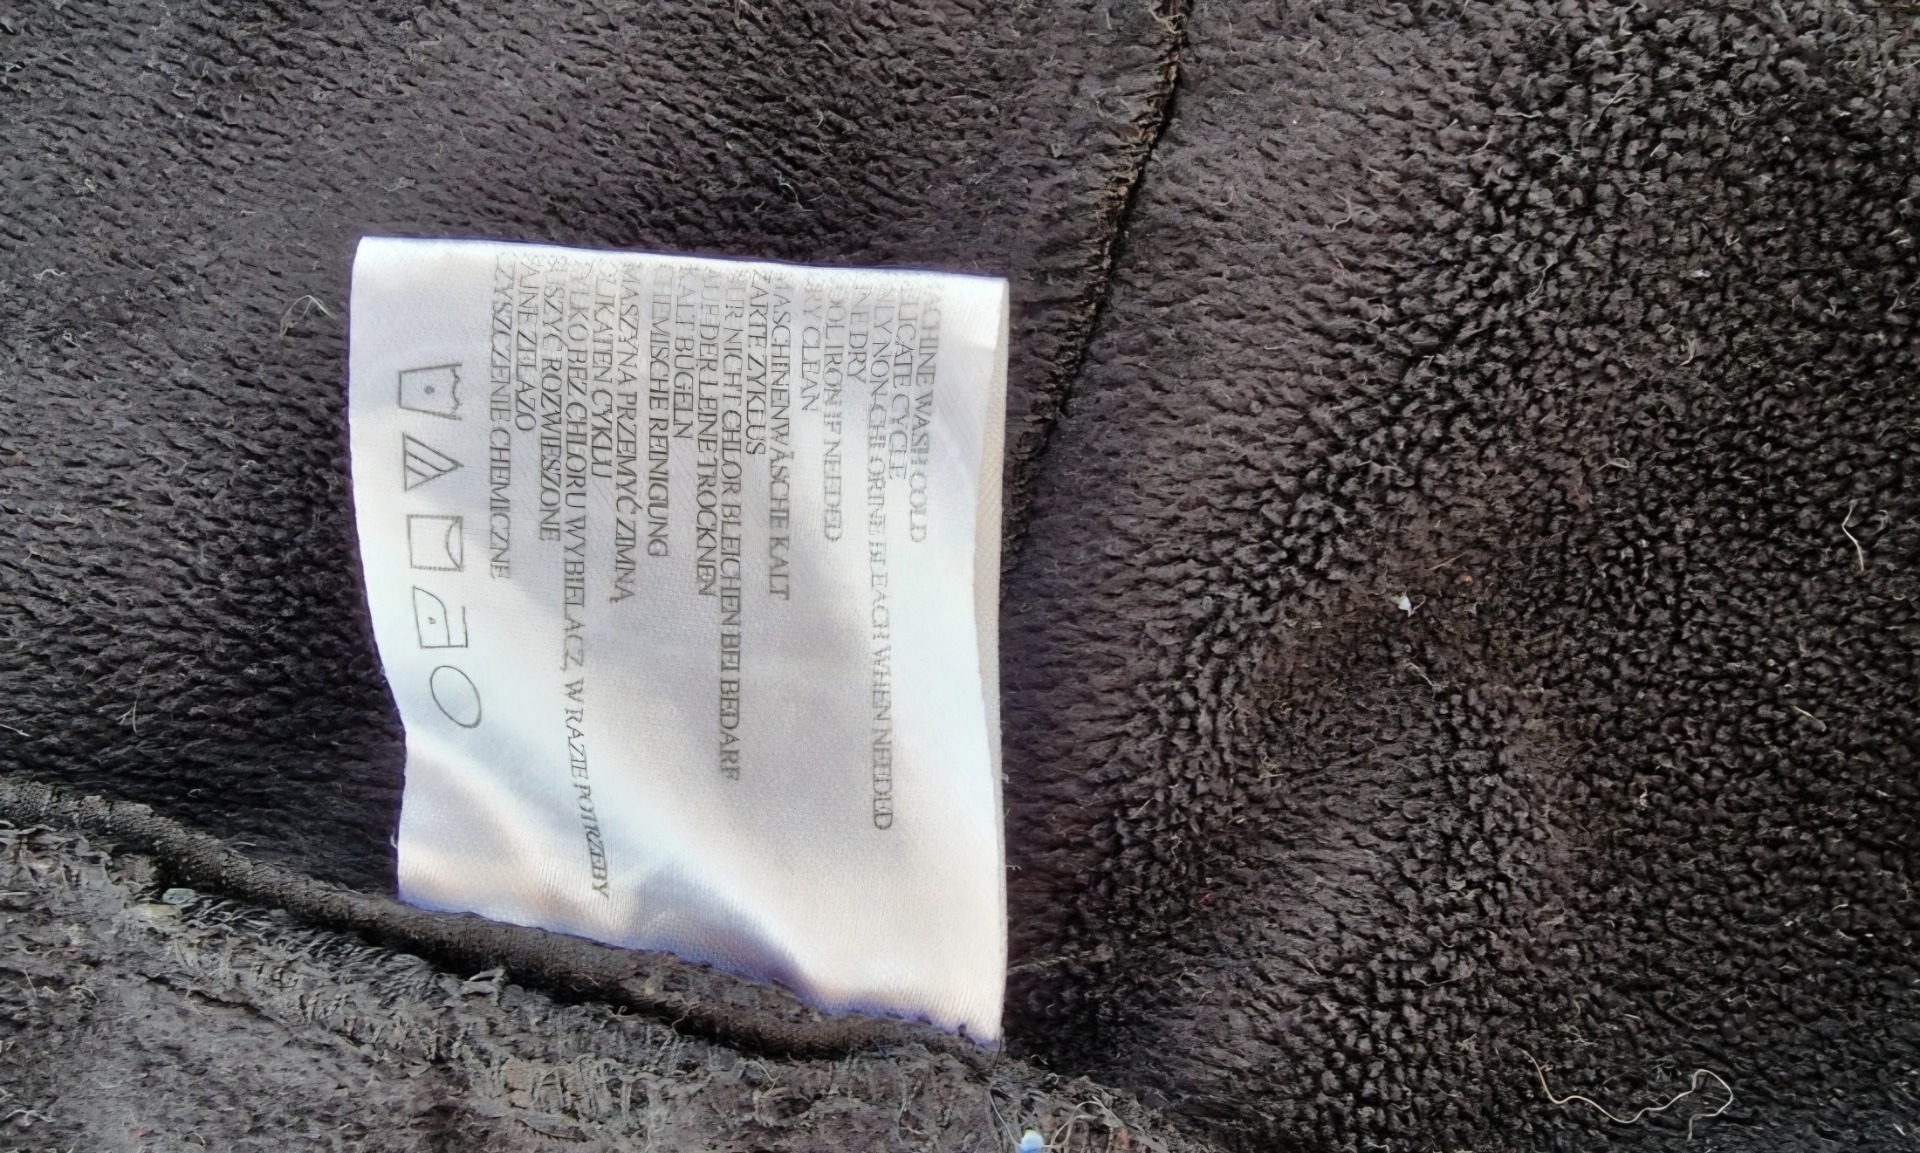 MACHINE WASH COLD
DELICATE CYCLE
ONLY NON-CHLORINE BLEACH WHEN NEEDED
LINE DRY
COOL IRON IF NEEDED
DRY CLEAN
MASCHINENWÄSCHE KALT
ZARTE ZYKLUS
NUR NICHT CHLOR BLEICHEN BEI BEDARF
AUF DER LEINE TROCKNEN
KALT BÜGELN
CHEMISCHE REINIGUNG
MASZYNA PRZEMYĆ ZIMNĄ
DELIKATEN CYKLU
TYLKO BEZ CHLORU WYBIELACZ, W RAZIE POTRZEBY
SUSZYĆ ROZWIESZONE
FAJNE ŻELAZO
CZYSZCZENIE CHEMICZNE